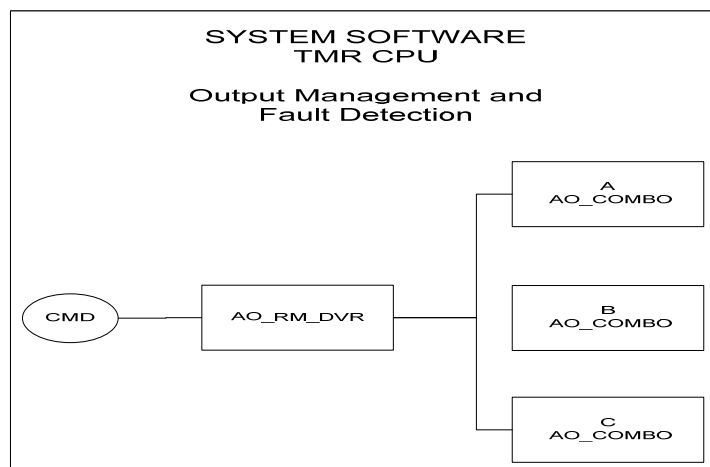 SYSTEM SOFTWARE
TMR CPU
Output Management and
Fault Detection
A
AO_COMBO
CMD
AO_RM_DVR
B
AO_COMBO
C
AO_COMBO